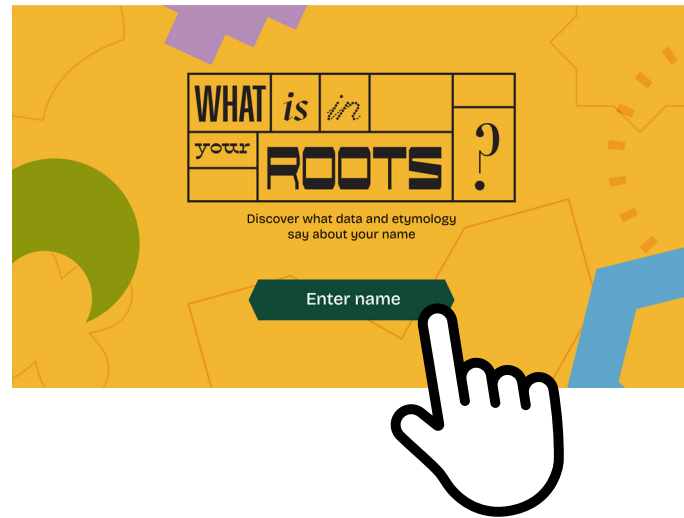 WHAT is in
your ROOTS ?
Discover what data and etymology
say about your name
Enter name